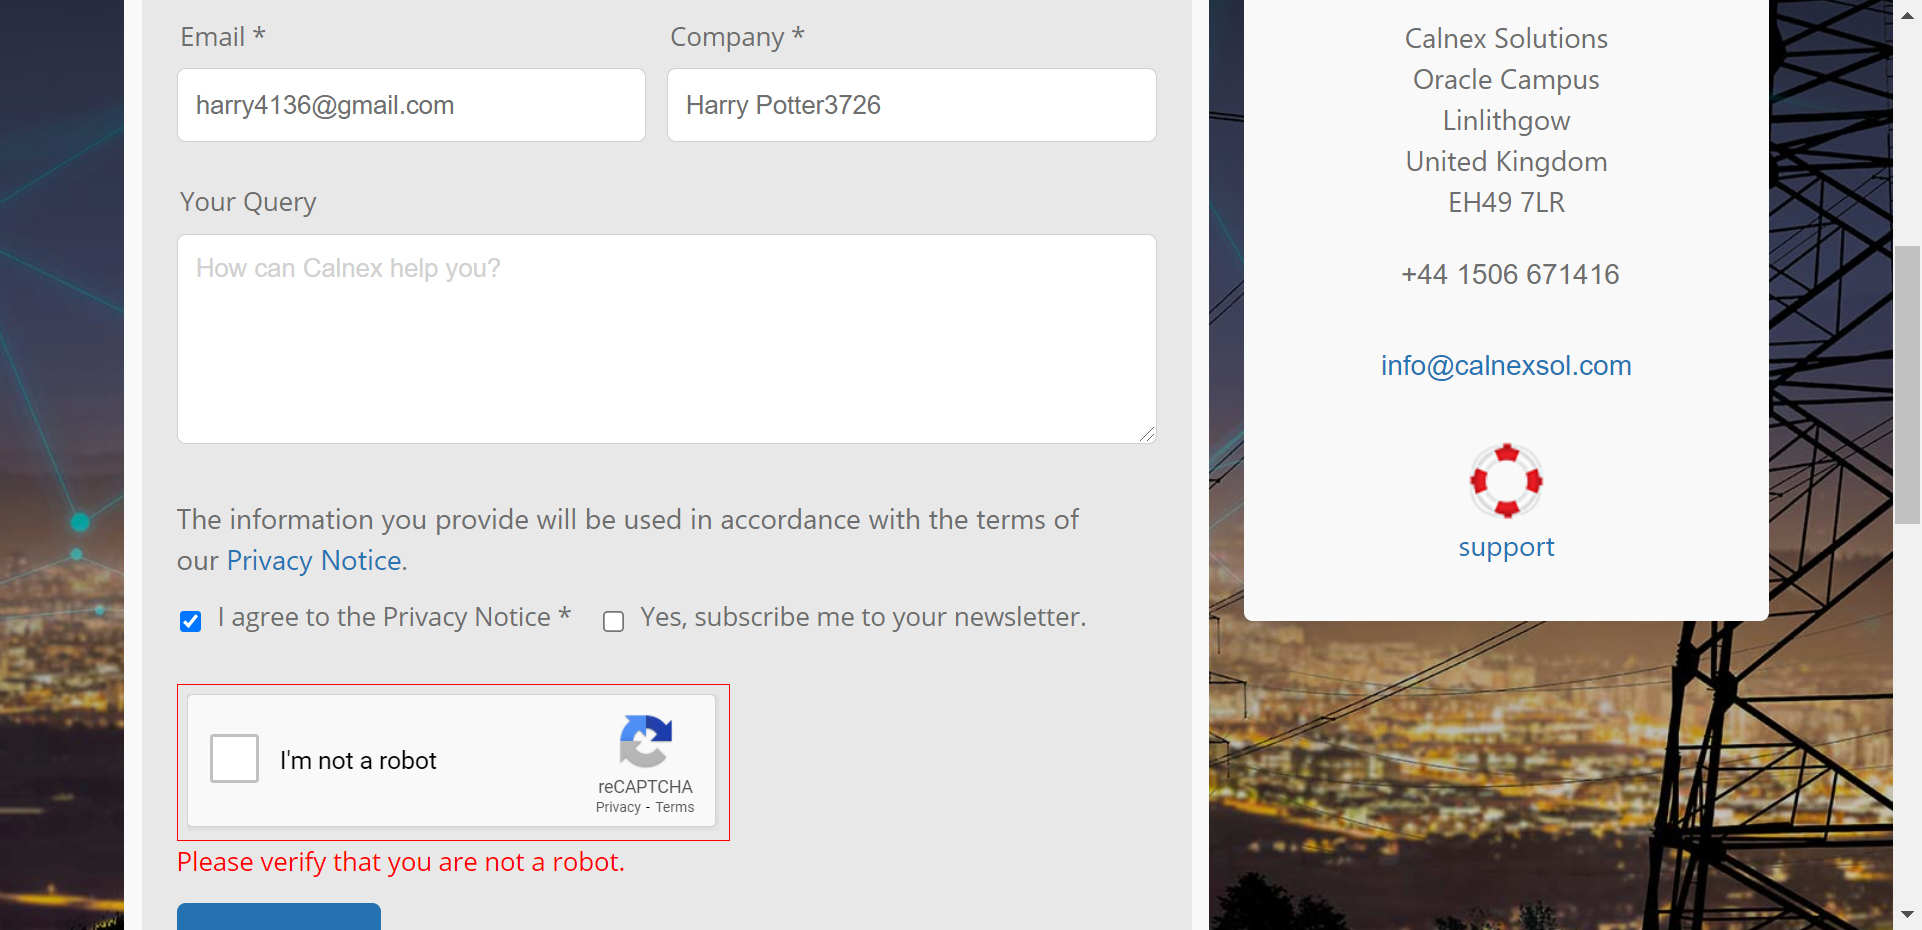 Email *
Company *
harry4136@gmail.com
Harry Potter3726
Your Query
How can Calnex help you?
The information you provide will be used in accordance with the terms of
our Privacy Notice.
I agree to the Privacy Notice *
Yes, subscribe me to your newsletter.
I'm not a robot
reCAPTCHA
Privacy - Terms
Please verify that you are not a robot.
Calnex Solutions
Oracle Campus
Linlithgow
United Kingdom
EH49 7LR
+44 1506 671416
info@calnexsol.com
support